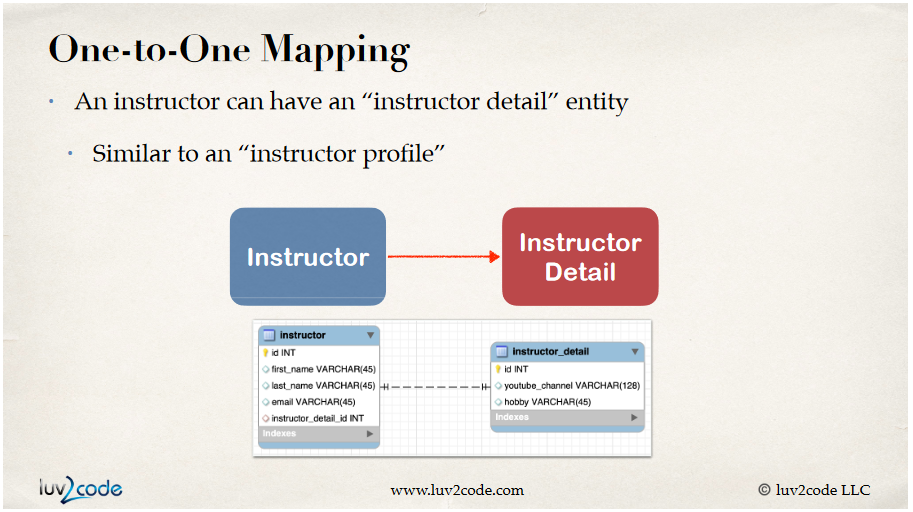 One-to-One Mapping
• An instructor can have an “instructor detail” entity
• Similar to an “instructor profile”
Instructor
Instructor
Detail
instructor
id INT
first_name VARCHAR(45)
last_name VARCHAR(45)
email VARCHAR(45)
instructor_detail_id INT
Indexes
instructor_detail
id INT
youtube_channel VARCHAR(128)
hobby VARCHAR(45)
Indexes
luv2code
www.luv2code.com
© luv2code LLC